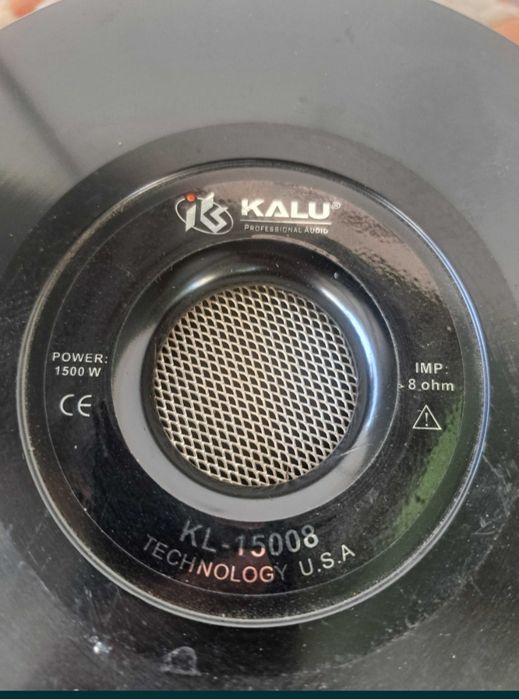 KALU®
PROFESSIONAL AUDIO
POWER:
1500 W
CE
IMP:
8 ohm
KL-15008
TECHNOLOGY U.S.A